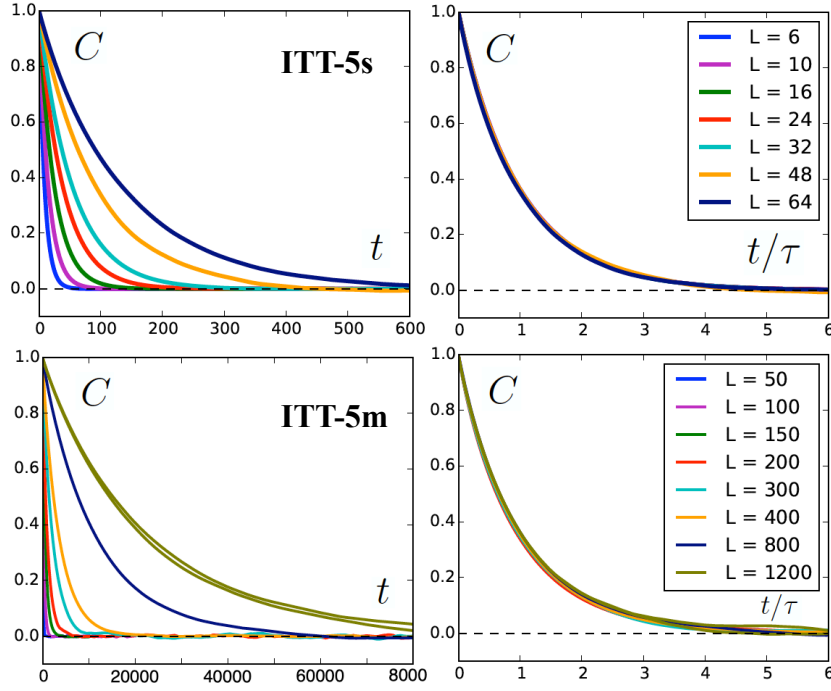 1.0
0.8
0.6
0.4
0.2
0.0
C
ITT-5s
t
0
100
200
300
400
500
600
1.0
0.8
0.6
0.4
0.2
0.0
C
L = 6
L = 10
L = 16
L = 24
L = 32
L = 48
L = 64
t/τ
0
1
2
3
4
5
6
1.0
0.8
0.6
0.4
0.2
0.0
C
ITT-5m
t
0
20000
40000
60000
80000
1.0
0.8
0.6
0.4
0.2
0.0
C
L = 50
L = 100
L = 150
L = 200
L = 300
L = 400
L = 800
L = 1200
t/τ
0
1
2
3
4
5
6